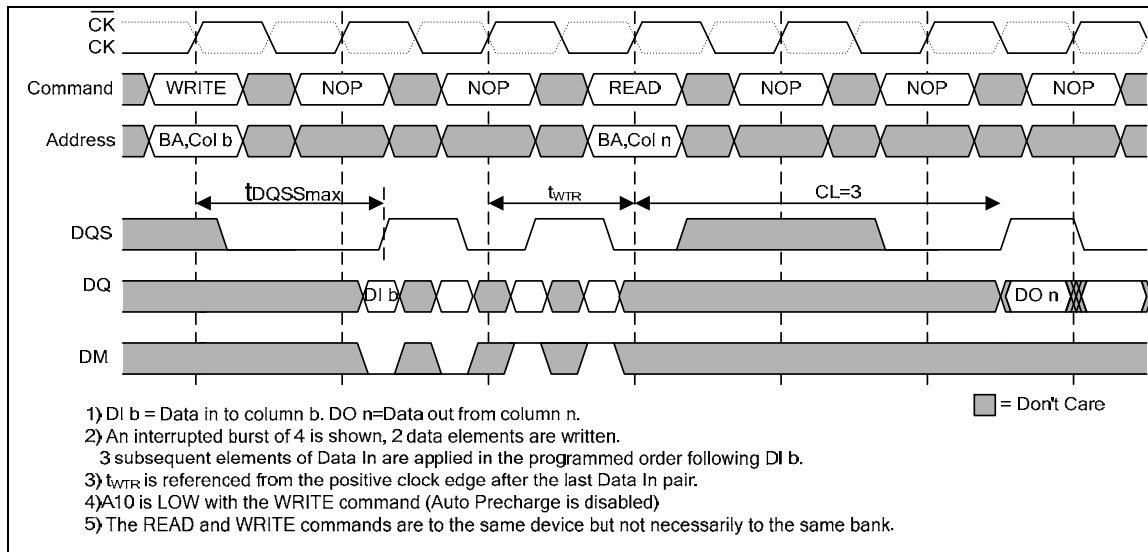 CK
CK
Command WRITE NOP NOP READ NOP NOP NOP
Address BA,Col b BA,Col n
tDQSSmax tWTR CL=3
DQS
DQ DI b DO n
DM
= Don't Care
1) DI b = Data in to column b. DO n=Data out from column n.
2) An interrupted burst of 4 is shown, 2 data elements are written.
3 subsequent elements of Data In are applied in the programmed order following DI b.
3) tWTR is referenced from the positive clock edge after the last Data In pair.
4)A10 is LOW with the WRITE command (Auto Precharge is disabled)
5) The READ and WRITE commands are to the same device but not necessarily to the same bank.